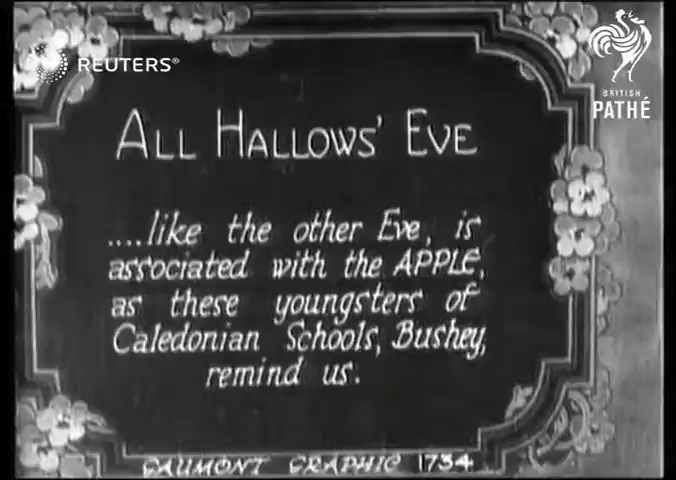 REUTERS®
BRITISH
PATHÉ
ALL HALLOWS' EVE
....like the other Eve, is
associated with the APPLE,
as these youngsters of
Caledonian Schools, Bushey,
remind us.
GAUMONT GRAPHIC 1734